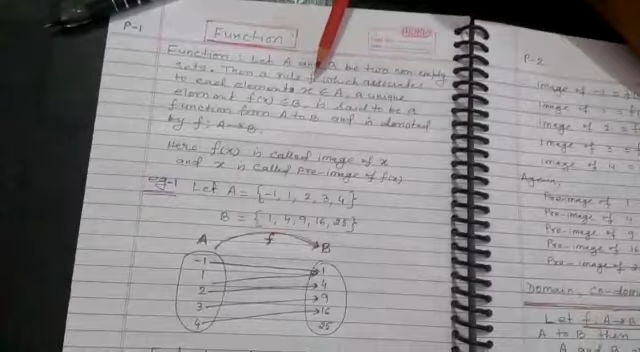 P-1
Function
Function : Let A and B be two non empty
sets. Then a rule f which associates
to each element x ∈ A, a unique
element f(x) ∈ B, is said to be a
function from A to B and is denoted
by f: A→B.
Here f(x) is called image of x
and x is called pre-image of f(x)
eg-1 Let A = {-1, 1, 2, 3, 4}
B = {1, 4, 9, 16, 25}
A f B
-1 1
1 4
2 9
3 16
4 25
P-2
Image of -1 =
Image of 1 =
Image of 2 =
Image of 3 =
Image of 4 =
Again,
Pre-image of 1
Pre-image of 4
Pre-image of 9
Pre-image of 16
Pre-image of
Domain, Co-dom
Let f: A→B
A to B then
A and B